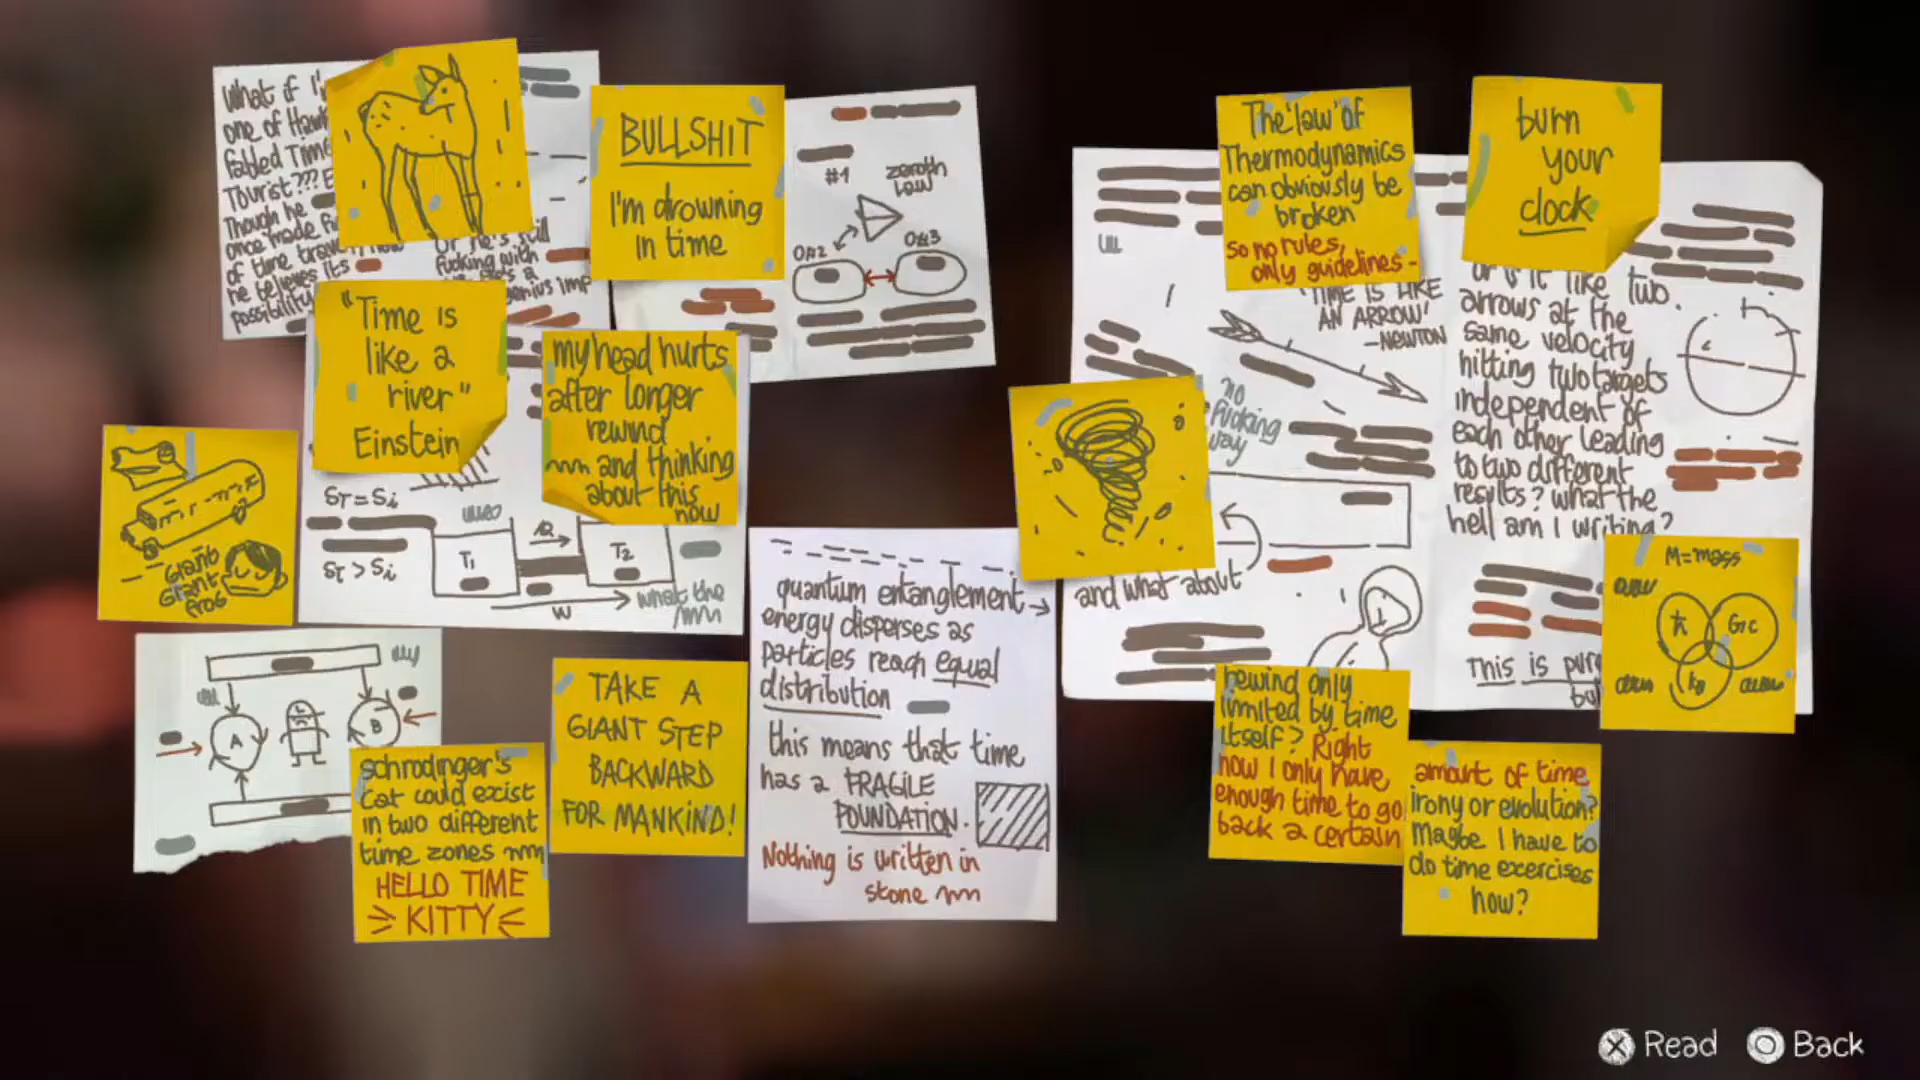 What if I'
one of Haw
fabled Time
Tourist??? E
Though he
once made f
of time trave
he believes its
possibility
Or he's still
fucking with
genius imp
BULLSHIT
I'm drowning
in time
#1
zeroth
law
"Time is
like a
river"
Einstein
my head hurts
after longer
rewind
and thinking
about this
now
Giant
Giant
frog
ST = Si
ST > Si
T1
T2
W
what the
A
B
schrodinger's
cat could exist
in two different
time zones
HELLO TIME
KITTY
TAKE A
GIANT STEP
BACKWARD
FOR MANKIND!
quantum entanglement
energy disperses as
particles reach equal
distribution
this means that time
has a FRAGILE
FOUNDATION.
Nothing is written in
stone
The 'law' of
Thermodynamics
can obviously be
broken
so no rules,
only guidelines-
burn
your
clock
'TIME IS LIKE
AN ARROW'
-NEWTON
no
fucking
way
and what about
or is it like two
arrows at the
same velocity
hitting two targets
independent of
each other leading
to two different
results? what the
hell am I writing?
This is pur
bul
M=mass
ħ
G/c
rewind only
limited by time
itself? Right
now I only have
enough time to go
back a certain
amount of time
irony or evolution?
Maybe I have to
do time exercises
now?
Read
Back